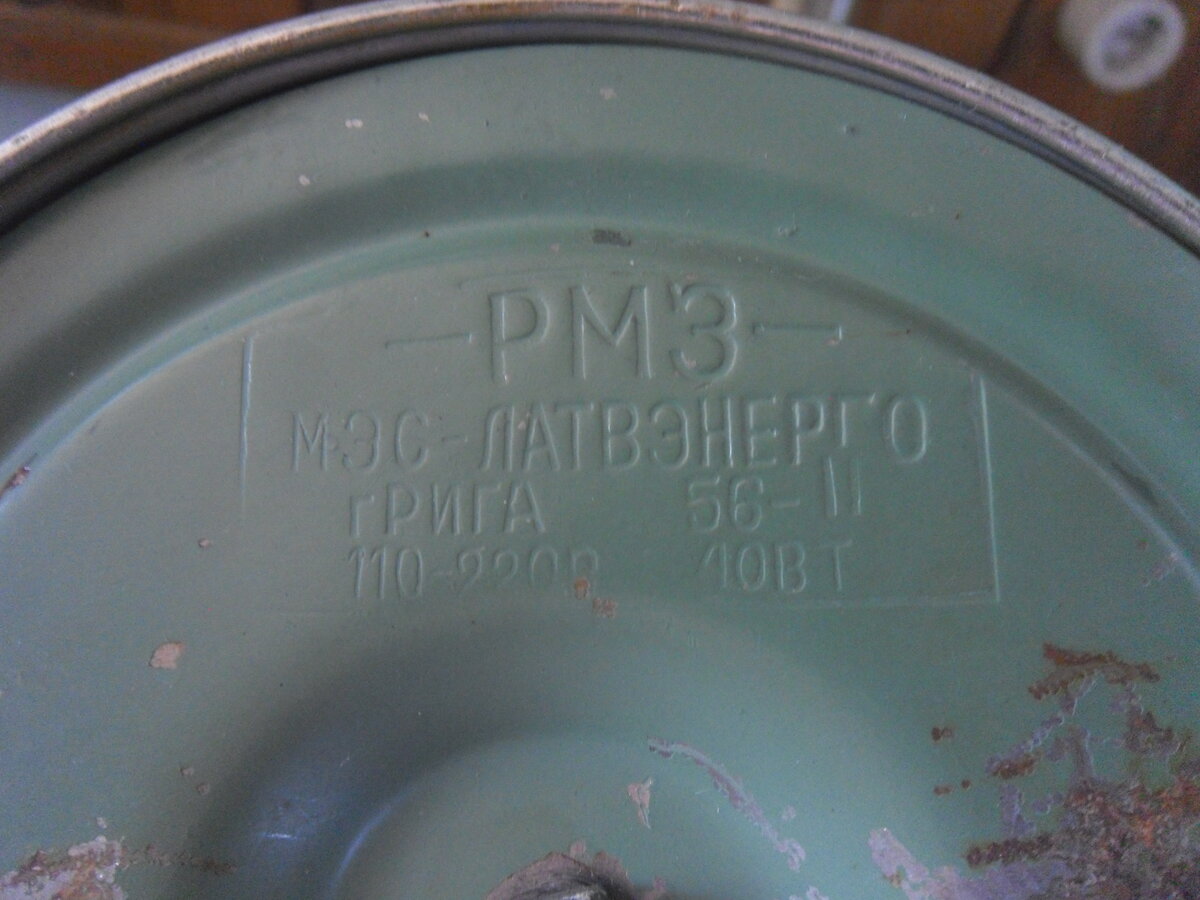 —РМЗ—
МЭС-ЛАТВЭНЕРГО
г РИГА 56-II
110-220В 40ВТ